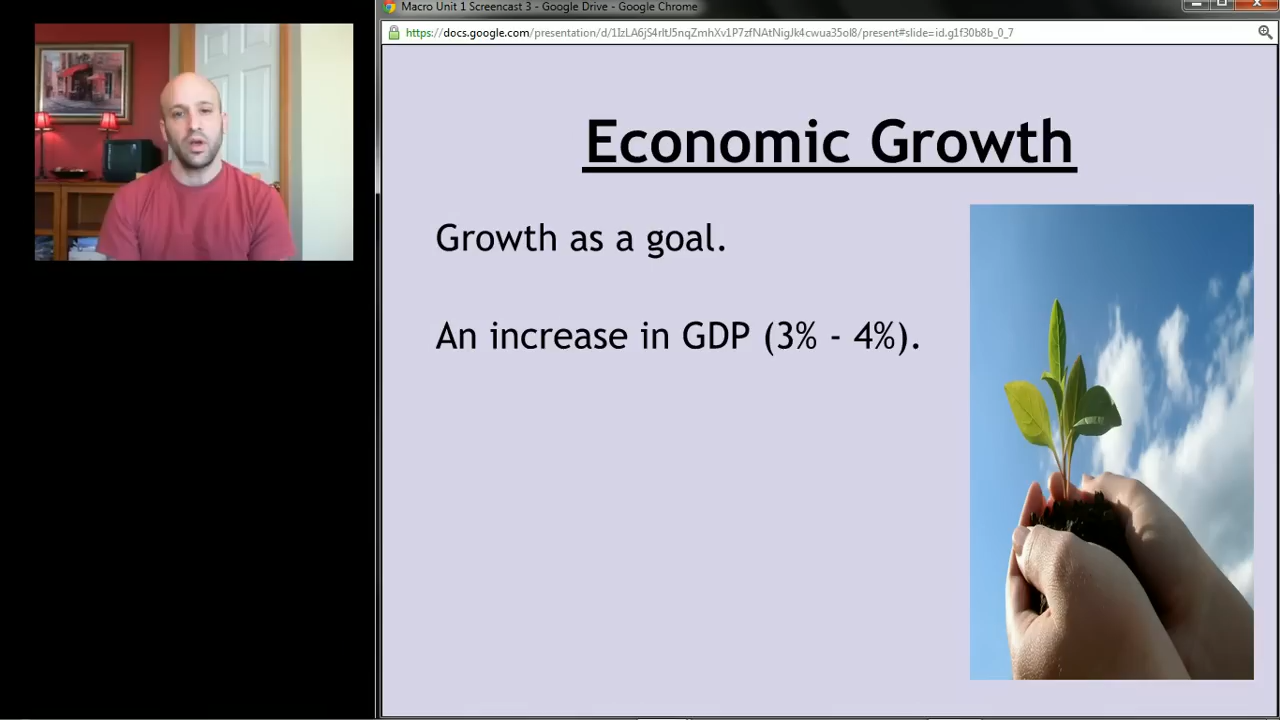 Macro Unit 1 Screencast 3 - Google Drive - Google Chrome
https://docs.google.com/presentation/d/1IzLA6jS4rItJ5nqZmhXv1P7zfNAtNigJk4cwua35ol8/present#slide=id.g1f30b8b_0_7
Economic Growth
Growth as a goal.
An increase in GDP (3% - 4%).